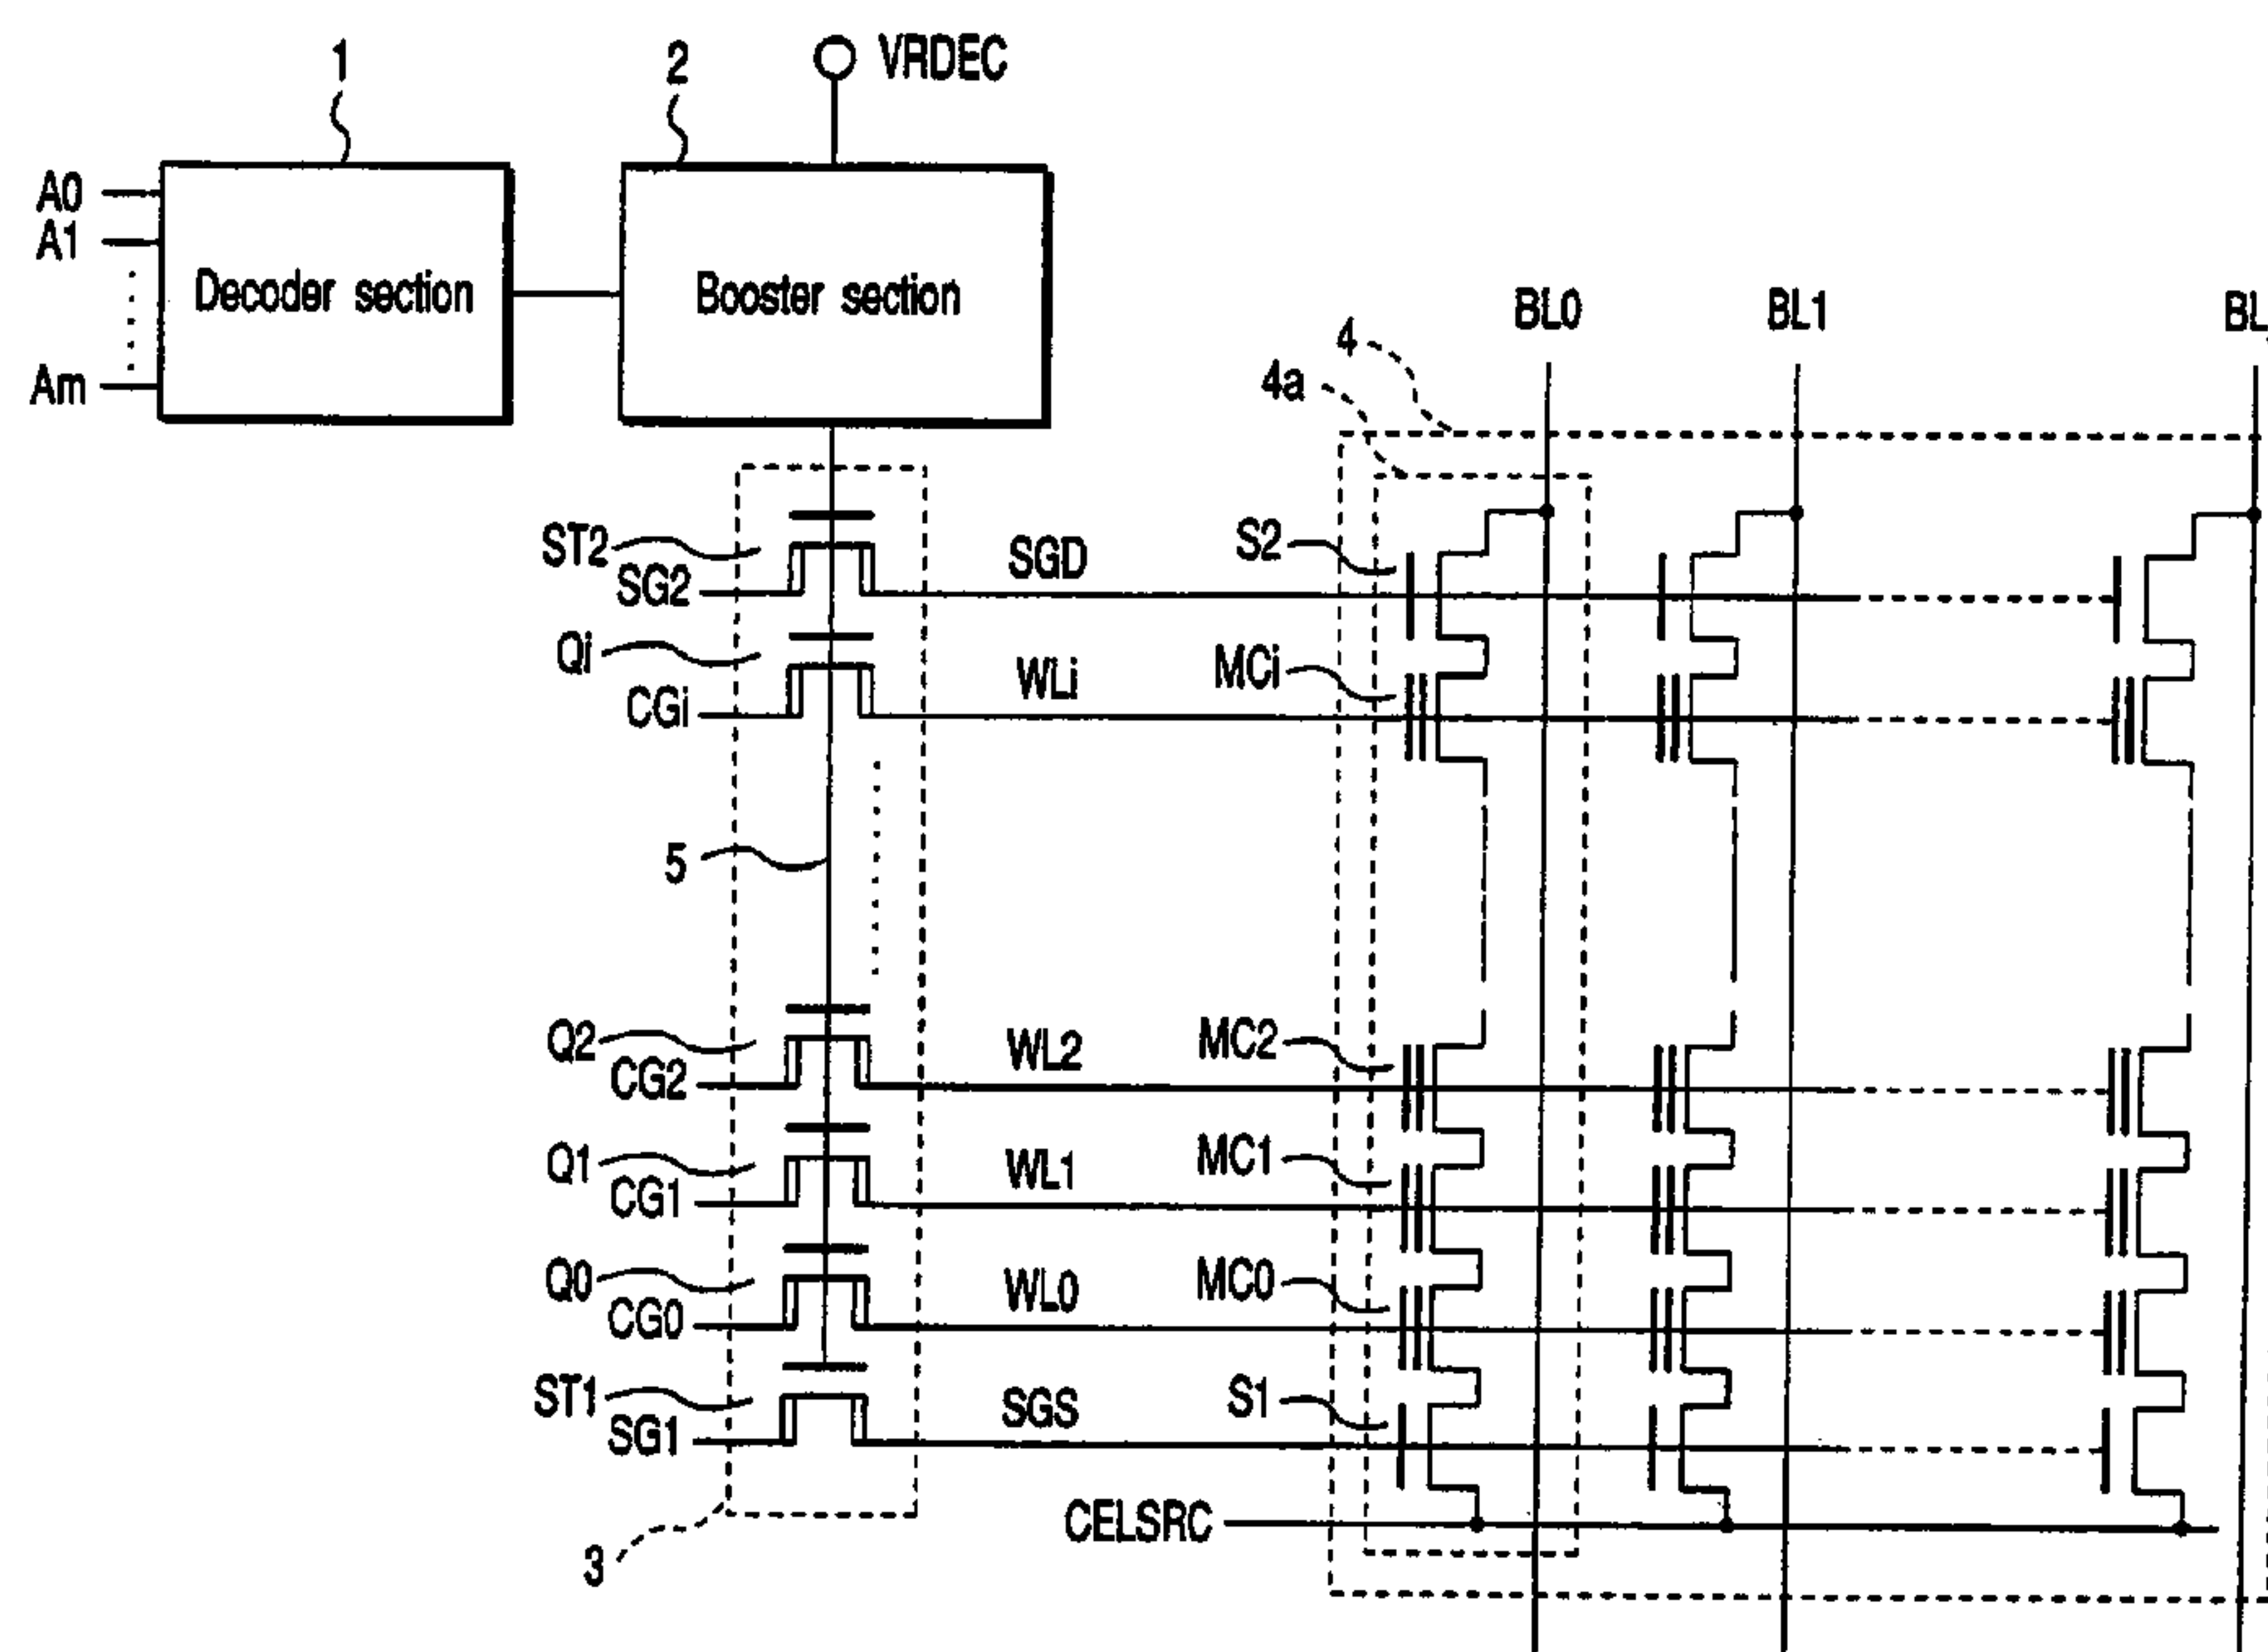 1
2
VRDEC
A0
A1
Am
Decoder section
Booster section
BL0
BL1
BL
4
4a
ST2
SG2
SGD
S2
Qi
CGi
WLi
MCi
5
Q2
CG2
WL2
MC2
Q1
CG1
WL1
MC1
Q0
CG0
WL0
MC0
ST1
SG1
SGS
S1
CELSRC
3